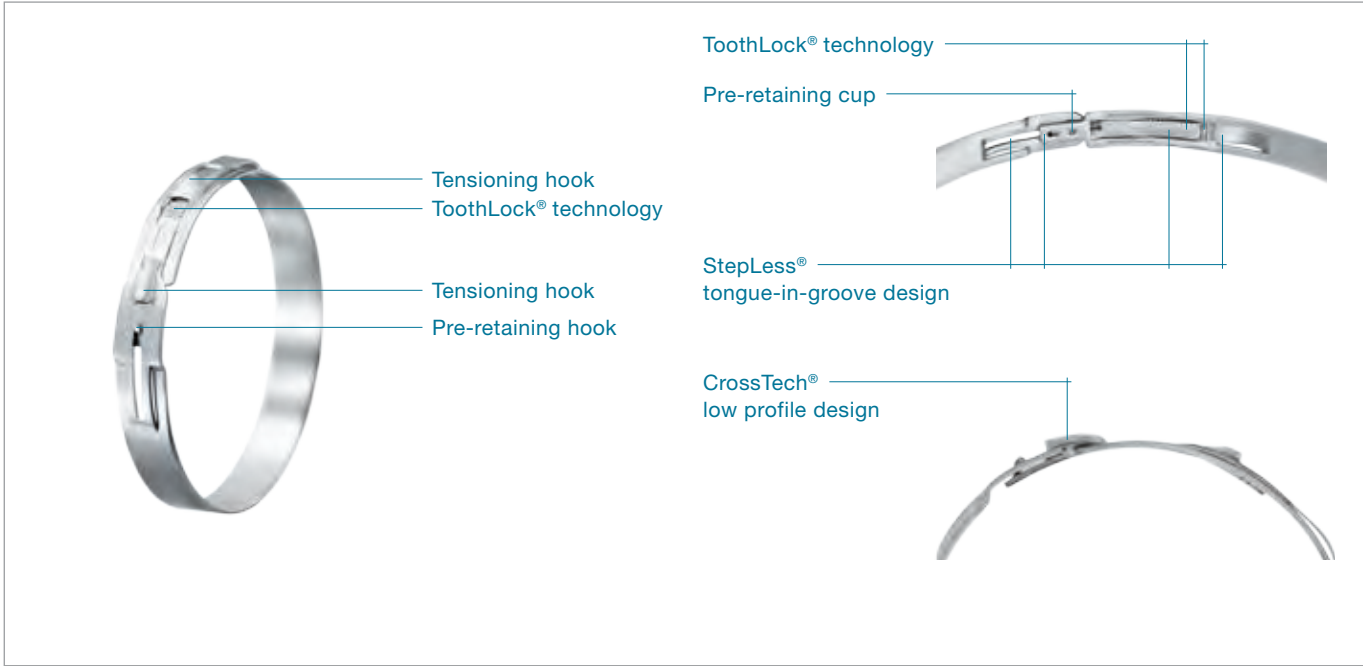 Tensioning hook
ToothLock® technology
Tensioning hook
Pre-retaining hook
ToothLock® technology
Pre-retaining cup
StepLess®
tongue-in-groove design
CrossTech®
low profile design